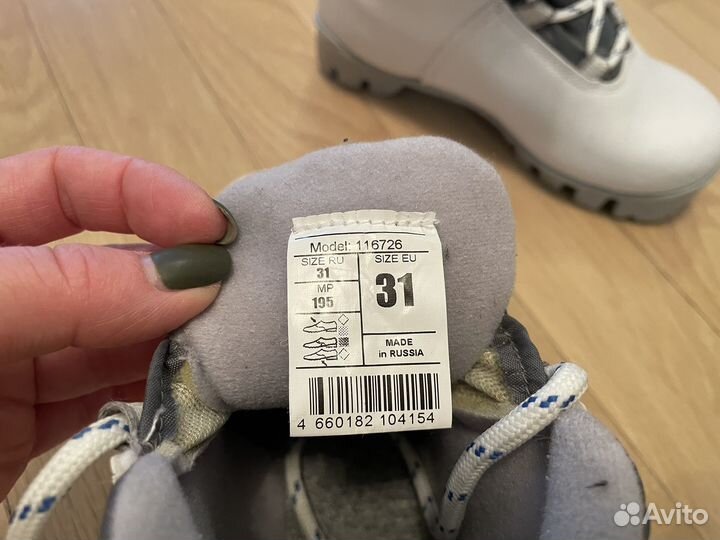 Model: 116726
SIZE RU
31
MP
195
SIZE EU
31
MADE
in RUSSIA
4 660182 104154
Avito